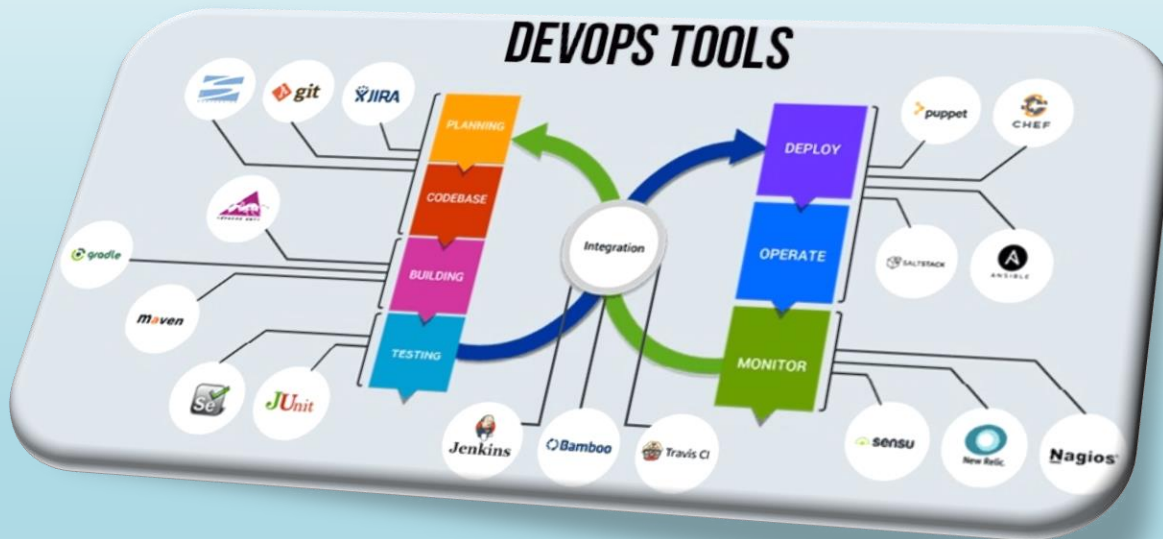 DEVOPS TOOLS
git
JIRA
PLANNING
CODEBASE
BUILDING
TESTING
gradle
maven
Se
JUnit
Integration
Jenkins
Bamboo
Travis CI
DEPLOY
OPERATE
MONITOR
puppet
CHEF
SALTSTACK
A
ANSIBLE
sensu
New Relic.
Nagios